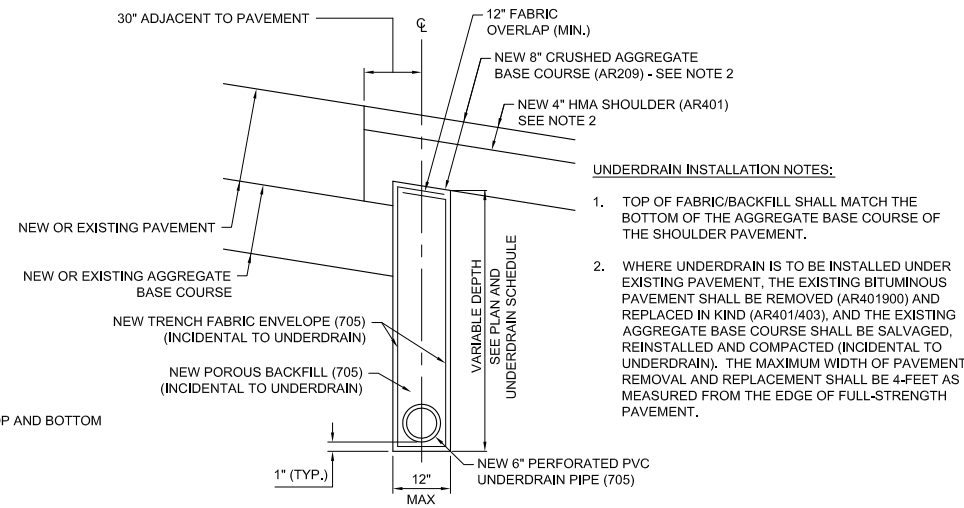 30" ADJACENT TO PAVEMENT
℄
12" FABRIC
OVERLAP (MIN.)
NEW 8" CRUSHED AGGREGATE
BASE COURSE (AR209) - SEE NOTE 2
NEW 4" HMA SHOULDER (AR401)
SEE NOTE 2
NEW OR EXISTING PAVEMENT
NEW OR EXISTING AGGREGATE
BASE COURSE
NEW TRENCH FABRIC ENVELOPE (705)
(INCIDENTAL TO UNDERDRAIN)
NEW POROUS BACKFILL (705)
(INCIDENTAL TO UNDERDRAIN)
VARIABLE DEPTH
SEE PLAN AND
UNDERDRAIN SCHEDULE
AND BOTTOM
1" (TYP.)
12"
MAX
NEW 6" PERFORATED PVC
UNDERDRAIN PIPE (705)
UNDERDRAIN INSTALLATION NOTES:
1. TOP OF FABRIC/BACKFILL SHALL MATCH THE
BOTTOM OF THE AGGREGATE BASE COURSE OF
THE SHOULDER PAVEMENT.
2. WHERE UNDERDRAIN IS TO BE INSTALLED UNDER
EXISTING PAVEMENT, THE EXISTING BITUMINOUS
PAVEMENT SHALL BE REMOVED (AR401900) AND
REPLACED IN KIND (AR401/403), AND THE EXISTING
AGGREGATE BASE COURSE SHALL BE SALVAGED,
REINSTALLED AND COMPACTED (INCIDENTAL TO
UNDERDRAIN). THE MAXIMUM WIDTH OF PAVEMENT
REMOVAL AND REPLACEMENT SHALL BE 4-FEET AS
MEASURED FROM THE EDGE OF FULL-STRENGTH
PAVEMENT.